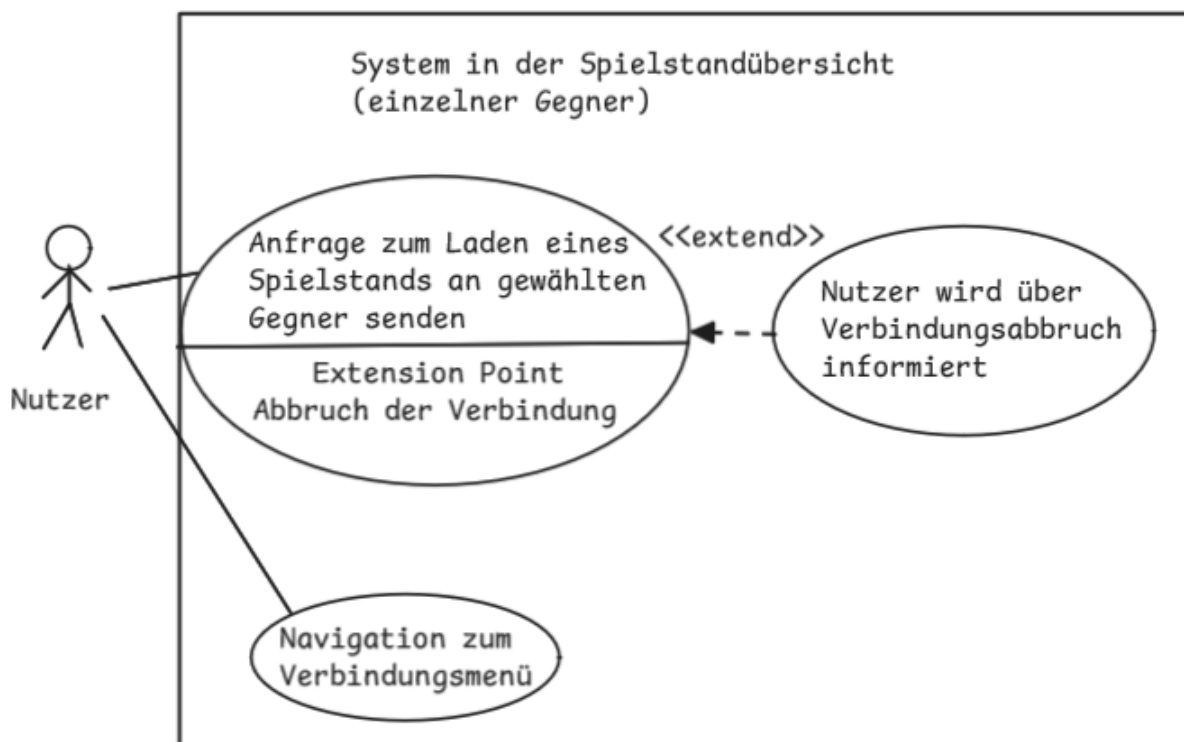 System in der Spielstandübersicht
(einzelner Gegner)
Anfrage zum Laden eines
Spielstands an gewählten
Gegner senden
Extension Point
Abbruch der Verbindung
<<extend>>
Nutzer wird über
Verbindungsabbruch
informiert
Nutzer
Navigation zum
Verbindungsmenü